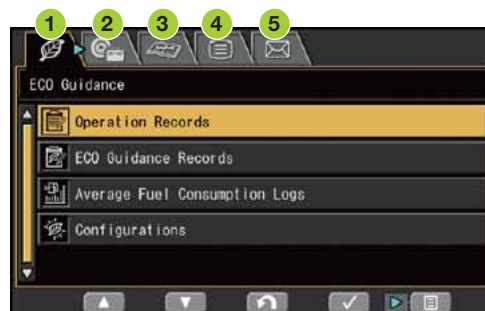 1 2 3 4 5
ECO Guidance
Operation Records
ECO Guidance Records
Average Fuel Consumption Logs
Configurations